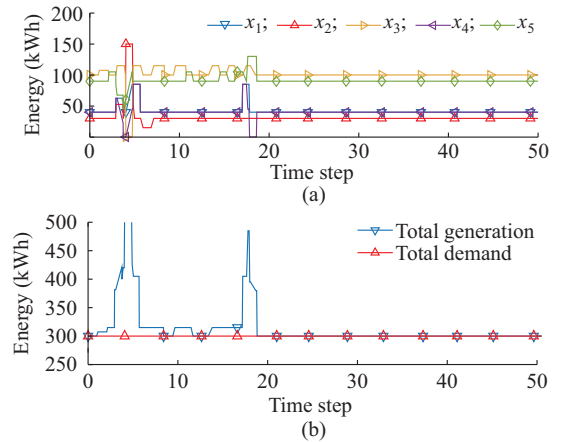 x1; x2; x3; x4; x5
Energy (kWh)
200
150
100
50
0 10 20 30 40 50
Time step
(a)
Total generation
Total demand
Energy (kWh)
500
450
400
350
300
250
0 10 20 30 40 50
Time step
(b)